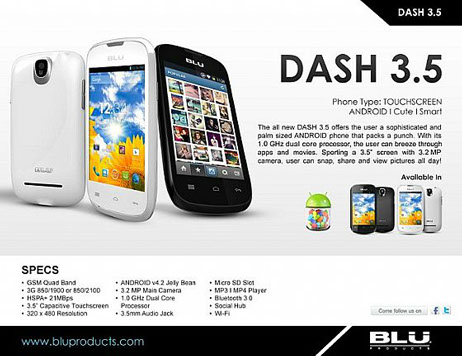 DASH 3.5
BLU
BLU
DASH 3.5
Phone Type: TOUCHSCREEN
ANDROID I Cute I Smart
The all new DASH 3.5 offers the user a sophisticated and
palm sized ANDROID phone that packs a punch. With its
1.0 GHz dual core processor, the user can breeze through
apps and movies. Sporting a 3.5" screen with 3.2 MP
camera, user can snap, share and view pictures all day!
Available In
SPECS
• GSM Quad Band
• 3G 850/1900 or 850/2100
• HSPA+ 21MBps
• 3.5" Capacitive Touchscreen
• 320 x 480 Resolution
• ANDROID v4.2 Jelly Bean
• 3.2 MP Main Camera
• 1.0 GHz Dual Core
Processor
• 3.5mm Audio Jack
• Micro SD Slot
• MP3 I MP4 Player
• Bluetooth 3.0
• Social Hub
• Wi-Fi
Come follow us on
www.bluproducts.com
BLU
PRODUCTS